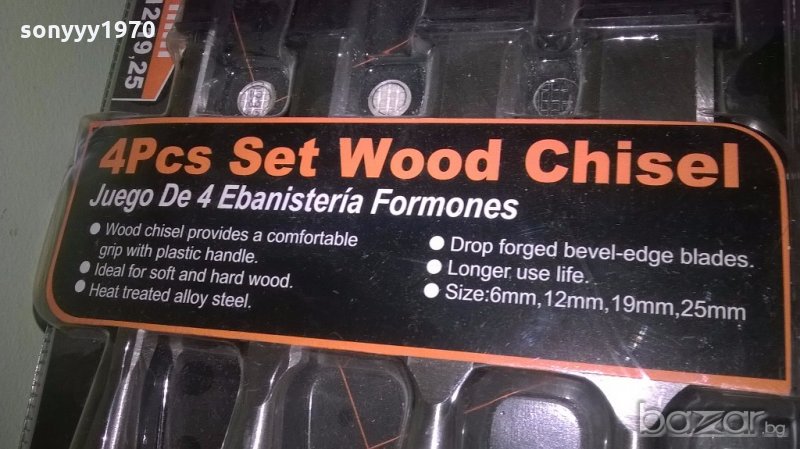 sonyyy1970
4Pcs Set Wood Chisel
Juego De 4 Ebanistería Formones
● Wood chisel provides a comfortable
grip with plastic handle.
● Ideal for soft and hard wood.
● Heat treated alloy steel.
● Drop forged bevel-edge blades.
● Longer use life.
● Size:6mm,12mm,19mm,25mm
bazar.bg